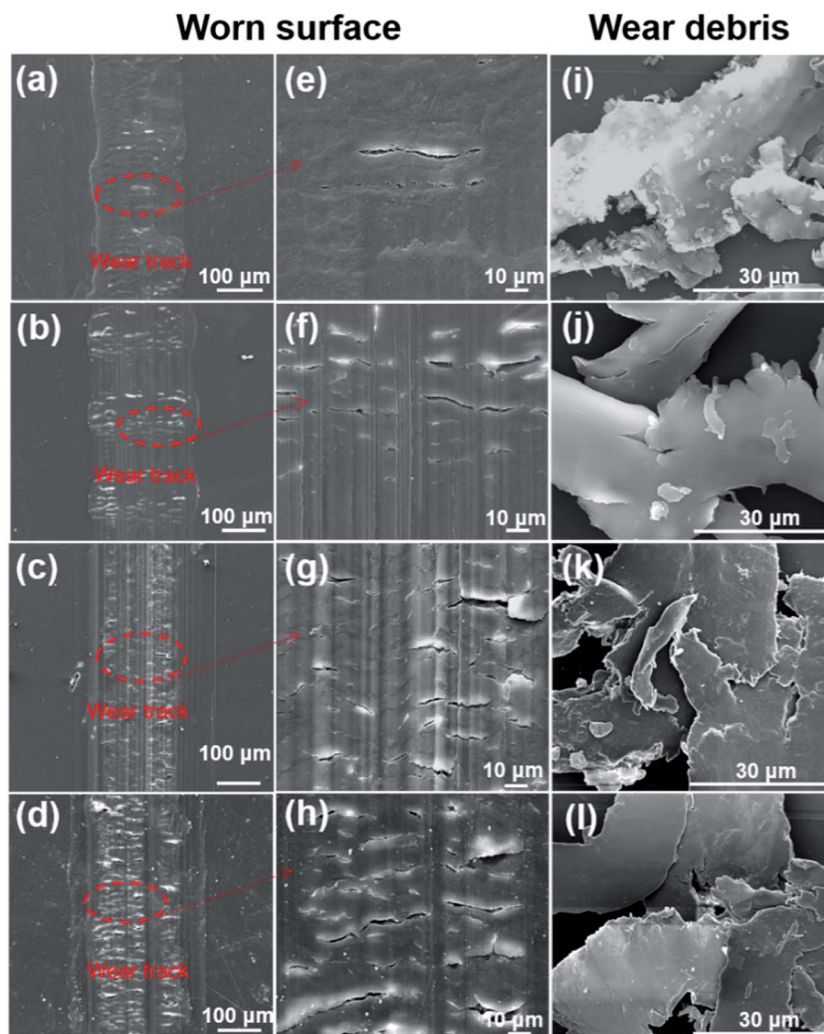 Worn surface Wear debris
(a) (e) (i)
Wear track
100 µm 10 µm 30 µm
(b) (f) (j)
Wear track
100 µm 10 µm 30 µm
(c) (g) (k)
Wear track
100 µm 10 µm 30 µm
(d) (h) (l)
Wear track
100 µm 10 µm 30 µm